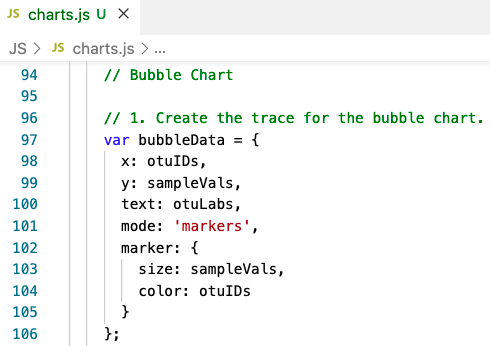 JS charts.js U ×
JS > JS charts.js > ...
94 // Bubble Chart
95
96 // 1. Create the trace for the bubble chart.
97 var bubbleData = {
98 x: otuIDs,
99 y: sampleVals,
100 text: otuLabs,
101 mode: 'markers',
102 marker: {
103 size: sampleVals,
104 color: otuIDs
105 }
106 };